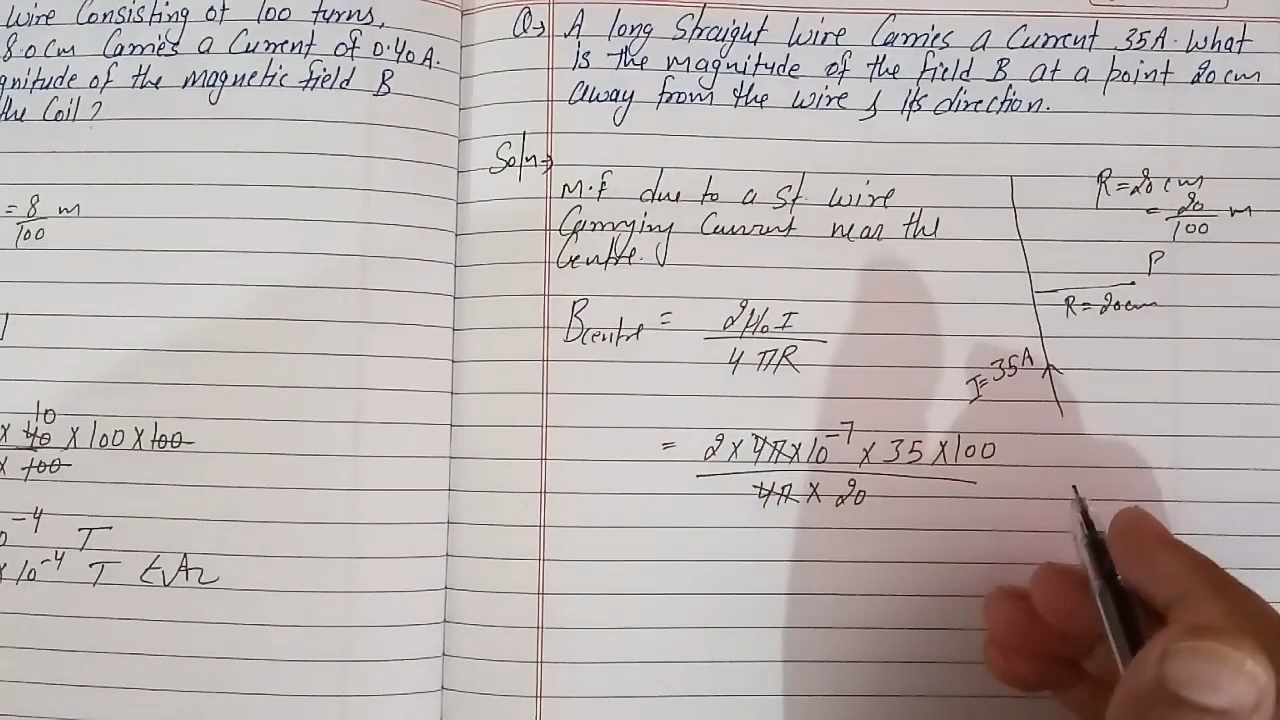 wire Consisting of 100 turns,
8.0 cm Carries a Current of 0.40A.
gnitude of the magnetic field B
the Coil?
= 8/100 m
10
× 40 × 100 × 100
× 100
-4 T
× 10^-4 T
Q→ A long Straight wire Carries a Current 35A. What
is the magnitude of the field B at a point 20 cm
away from the wire & its direction.
Soln→
M.F due to a St. wire
Carrying Current near the
Centre.
R = 20 cm
= 20/100 m
P
R = 20cm
I = 35A
Bcentre = 2μ₀I / 4πR
= 2 × 4π × 10^-7 × 35 × 100 / 4π × 20